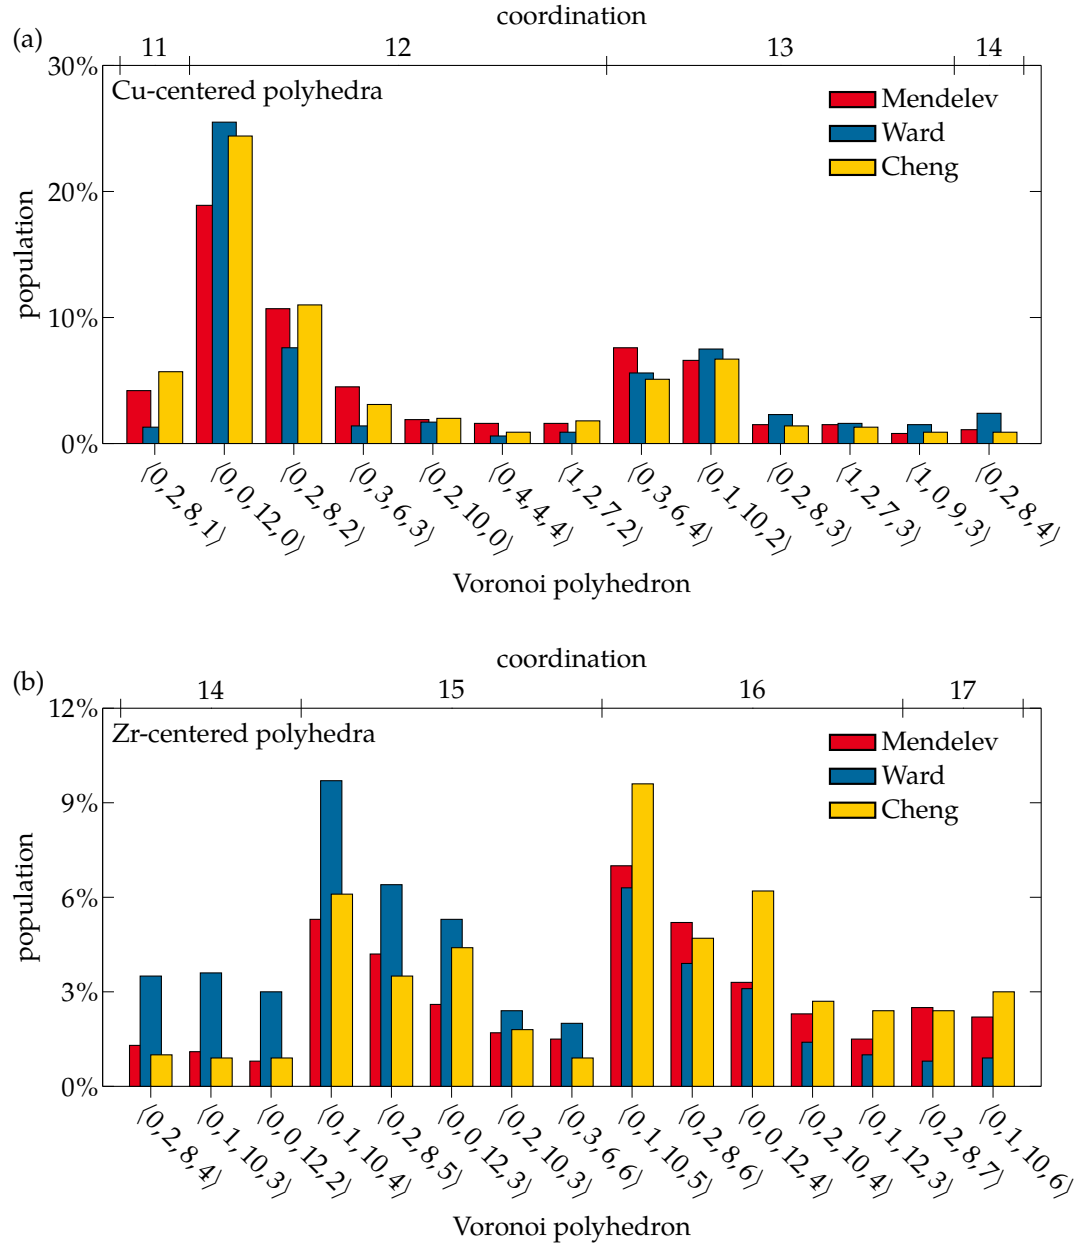 coordination
(a)
11 12 13 14
30%
Cu-centered polyhedra
Mendelev
Ward
Cheng
20%
population
10%
0%
⟨0,2,8,1⟩
⟨0,0,12,0⟩
⟨0,2,8,2⟩
⟨0,3,6,3⟩
⟨0,2,10,0⟩
⟨0,4,4,4⟩
⟨1,2,7,2⟩
⟨0,3,6,4⟩
⟨0,1,10,2⟩
⟨0,2,8,3⟩
⟨1,2,7,3⟩
⟨1,0,9,3⟩
⟨0,2,8,4⟩
Voronoi polyhedron
coordination
(b)
14 15 16 17
12%
Zr-centered polyhedra
Mendelev
Ward
Cheng
9%
population
6%
3%
0%
⟨0,2,8,4⟩
⟨0,1,10,3⟩
⟨0,0,12,2⟩
⟨0,1,10,4⟩
⟨0,2,8,5⟩
⟨0,0,12,3⟩
⟨0,2,10,3⟩
⟨0,3,6,6⟩
⟨0,1,10,5⟩
⟨0,2,8,6⟩
⟨0,0,12,4⟩
⟨0,2,10,4⟩
⟨0,1,12,3⟩
⟨0,2,8,7⟩
⟨0,1,10,6⟩
Voronoi polyhedron